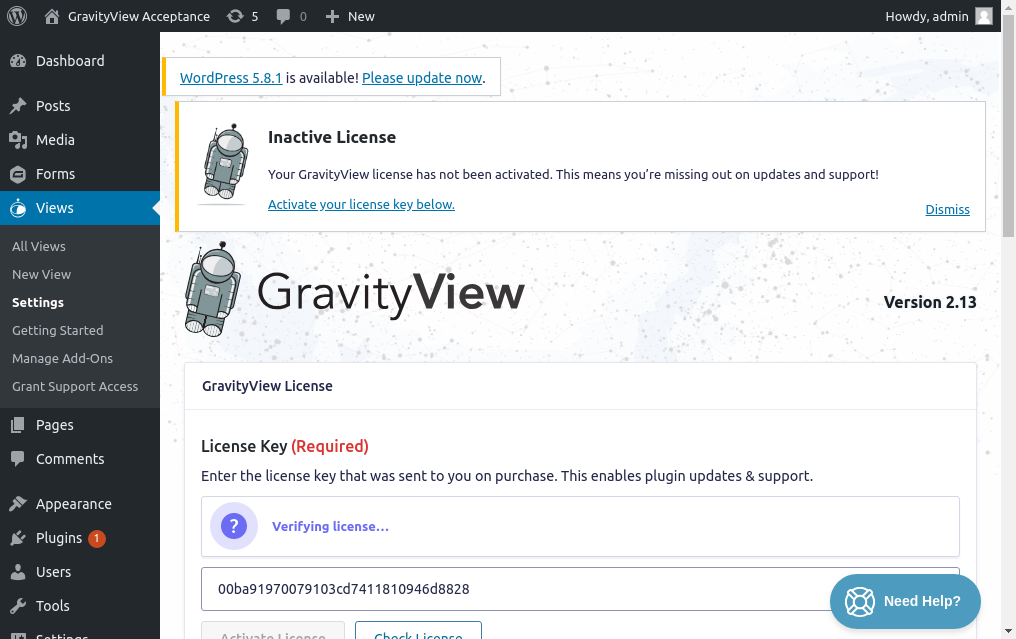 GravityView Acceptance 5 0 New Howdy, admin
Dashboard
Posts
Media
Forms
Views
All Views
New View
Settings
Getting Started
Manage Add-Ons
Grant Support Access
Pages
Comments
Appearance
Plugins 1
Users
Tools
Settings
WordPress 5.8.1 is available! Please update now.
Inactive License
Your GravityView license has not been activated. This means you’re missing out on updates and support!
Activate your license key below.
Dismiss
GravityView
Version 2.13
GravityView License
License Key (Required)
Enter the license key that was sent to you on purchase. This enables plugin updates & support.
? Verifying license…
00ba91970079103cd7411810946d8828
Need Help?
Activate License Check License